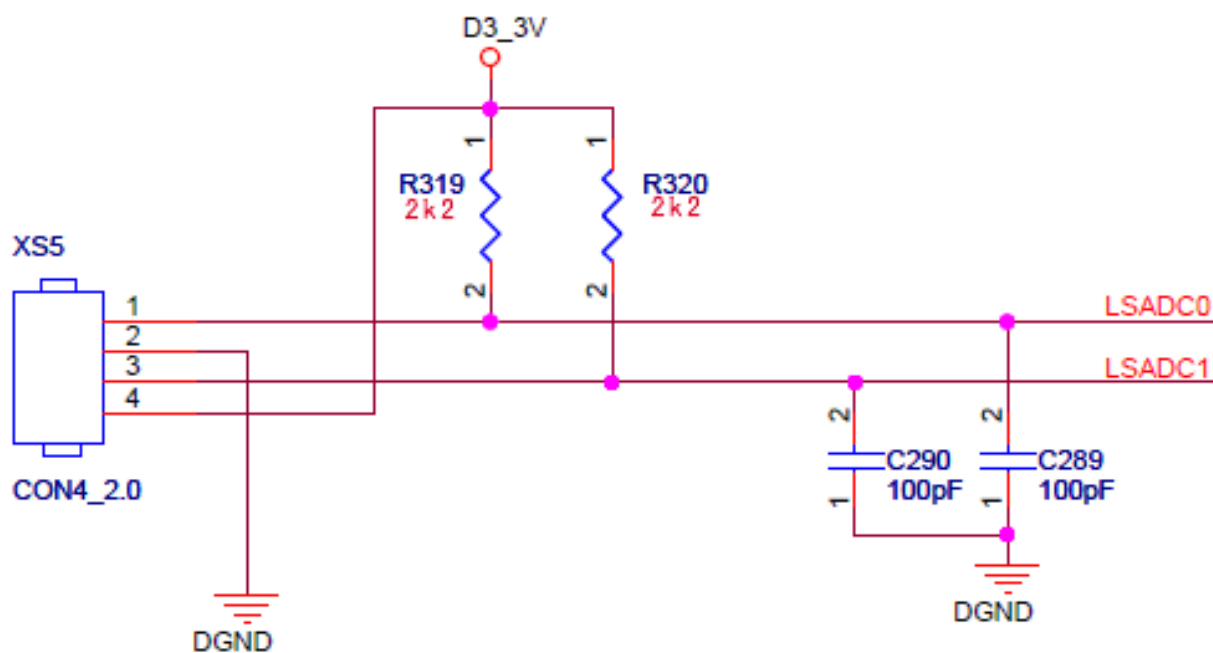 D3_3V
1
1
R319
2k2
R320
2k2
XS5
2
2
1
2
3
4
LSADC0
LSADC1
2
2
C290
100pF
C289
100pF
1
1
CON4_2.0
DGND
DGND